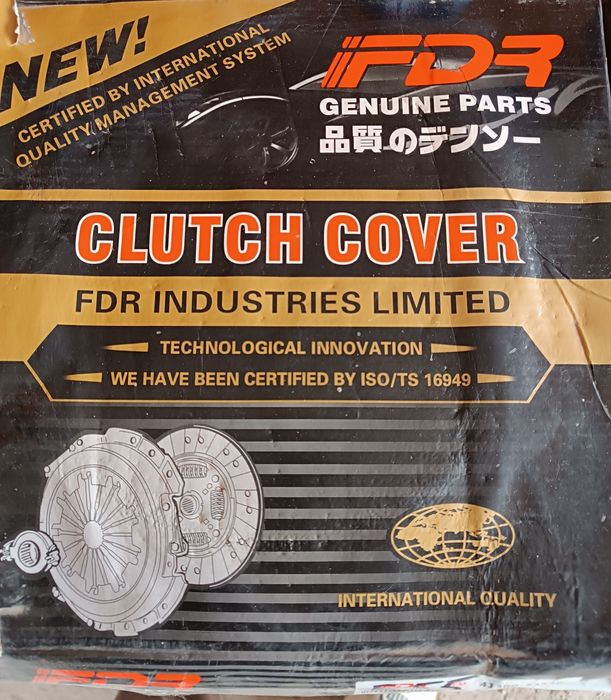 NEW!
CERTIFIED BY INTERNATIONAL
QUALITY MANAGEMENT SYSTEM
FDR
GENUINE PARTS
品質のデンソー
CLUTCH COVER
FDR INDUSTRIES LIMITED
TECHNOLOGICAL INNOVATION
WE HAVE BEEN CERTIFIED BY ISO/TS 16949
INTERNATIONAL QUALITY
FDR